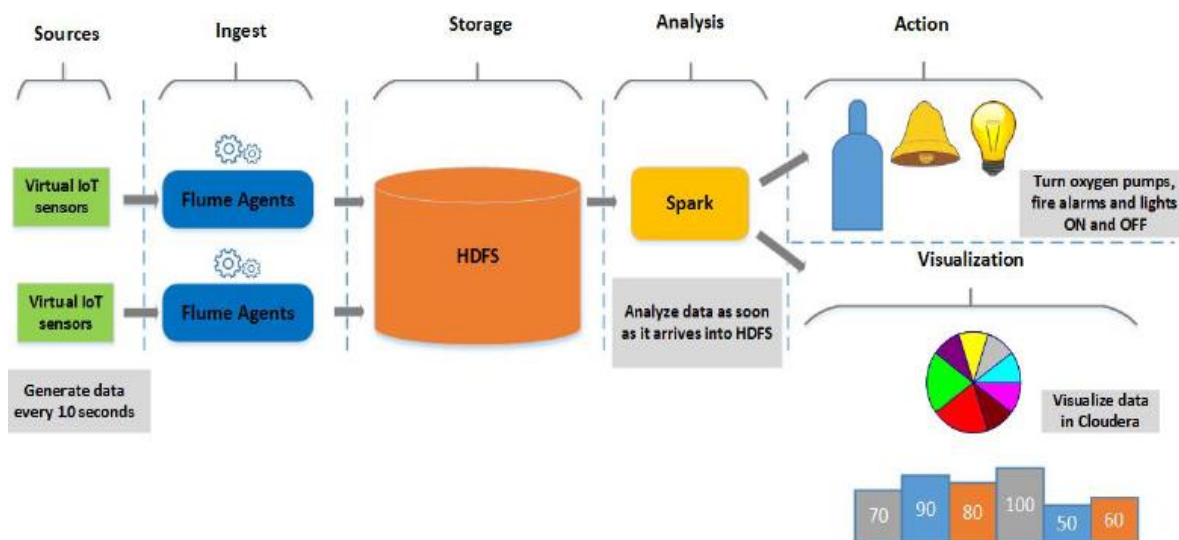 Sources
Ingest
Storage
Analysis
Action
Virtual IoT
sensors
Flume Agents
HDFS
Spark
Turn oxygen pumps,
fire alarms and lights
ON and OFF
Virtual IoT
sensors
Flume Agents
Analyze data as soon
as it arrives into HDFS
Generate data
every 10 seconds
Visualization
Visualize data
in Cloudera
70
90
80
100
50
60